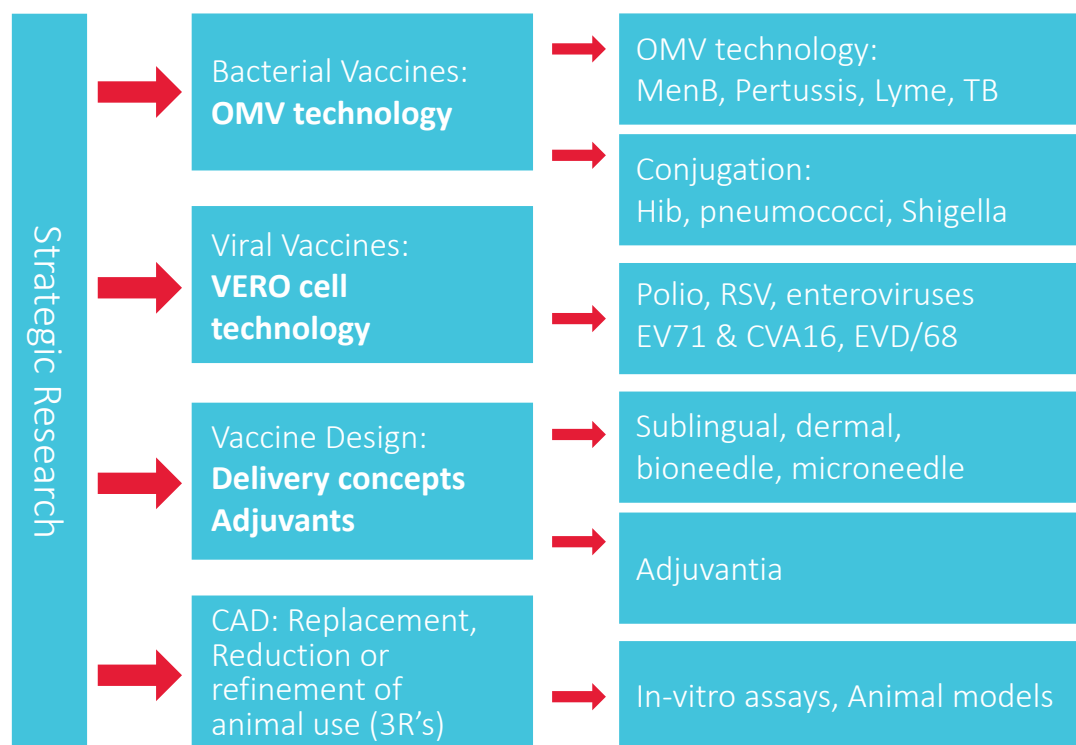 Strategic Research
Bacterial Vaccines:
OMV technology
OMV technology:
MenB, Pertussis, Lyme, TB
Conjugation:
Hib, pneumococci, Shigella
Viral Vaccines:
VERO cell
technology
Polio, RSV, enteroviruses
EV71 & CVA16, EVD/68
Vaccine Design:
Delivery concepts
Adjuvants
Sublingual, dermal,
bioneedle, microneedle
Adjuvantia
CAD: Replacement,
Reduction or
refinement of
animal use (3R’s)
In-vitro assays, Animal models